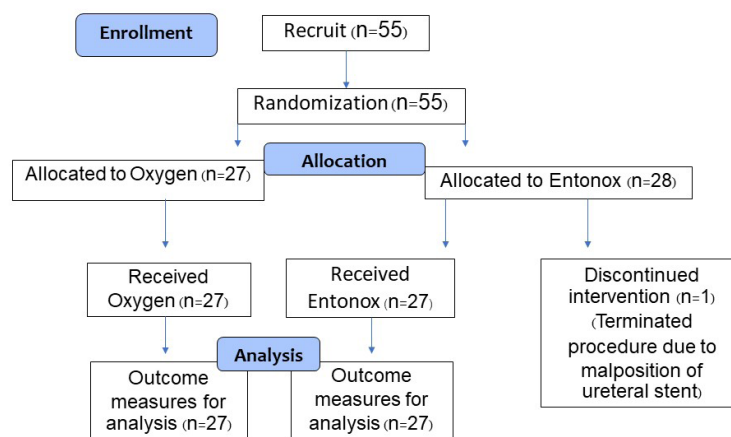 Enrollment
Recruit (n=55)
Randomization (n=55)
Allocation
Allocated to Oxygen (n=27)
Allocated to Entonox (n=28)
Received
Oxygen (n=27)
Received
Entonox (n=27)
Discontinued
intervention (n=1)
(Terminated
procedure due to
malposition of
ureteral stent)
Analysis
Outcome
measures for
analysis (n=27)
Outcome
measures for
analysis (n=27)